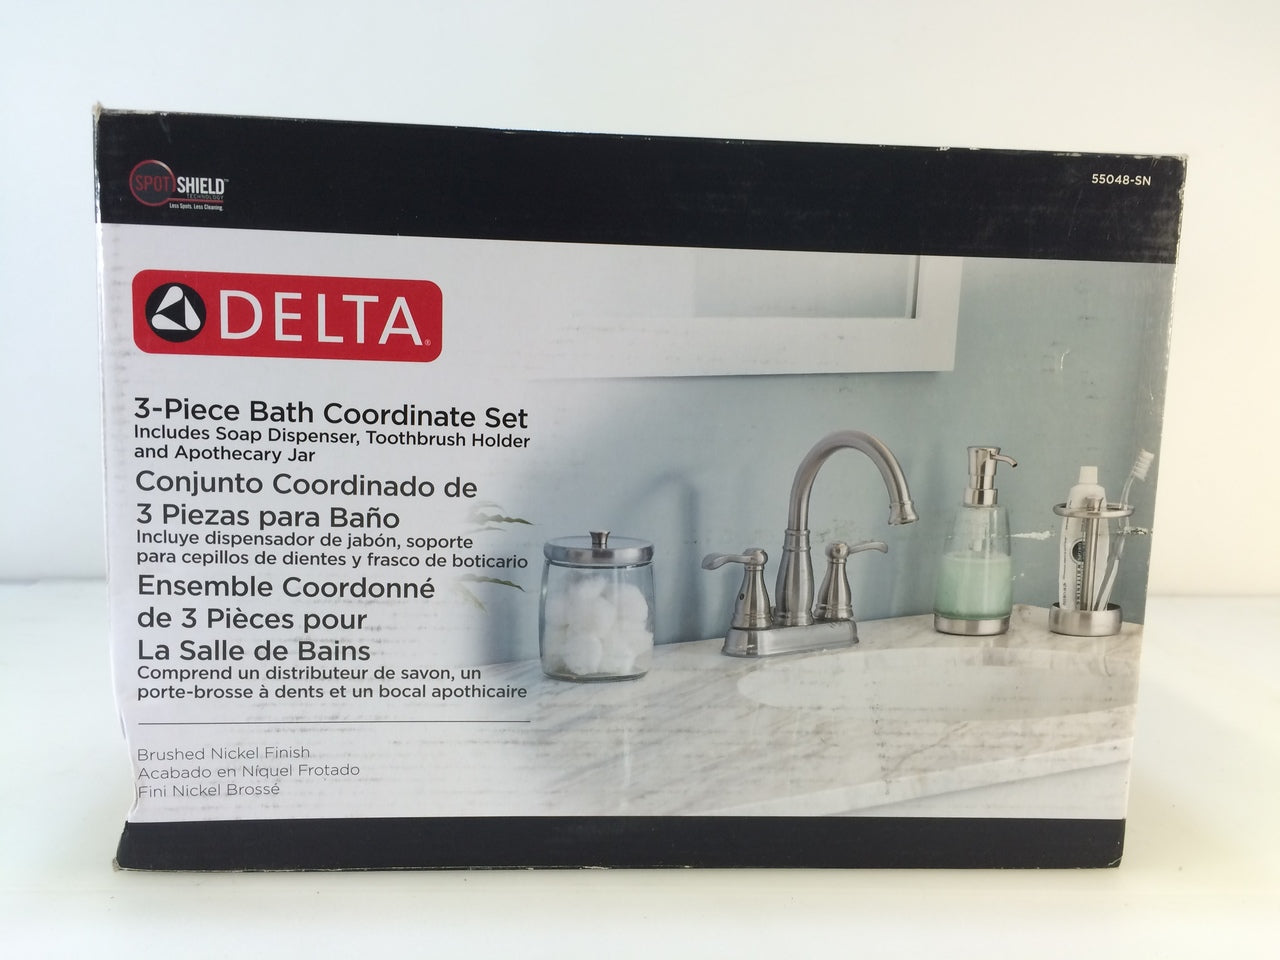 SPOTSHIELD™
TECHNOLOGY
Less Spots. Less Cleaning.
55048-SN
DELTA®
3-Piece Bath Coordinate Set
Includes Soap Dispenser, Toothbrush Holder
and Apothecary Jar
Conjunto Coordinado de
3 Piezas para Baño
Incluye dispensador de jabón, soporte
para cepillos de dientes y frasco de boticario
Ensemble Coordonné
de 3 Pièces pour
La Salle de Bains
Comprend un distributeur de savon, un
porte-brosse à dents et un bocal apothicaire
Brushed Nickel Finish
Acabado en Níquel Frotado
Fini Nickel Brossé